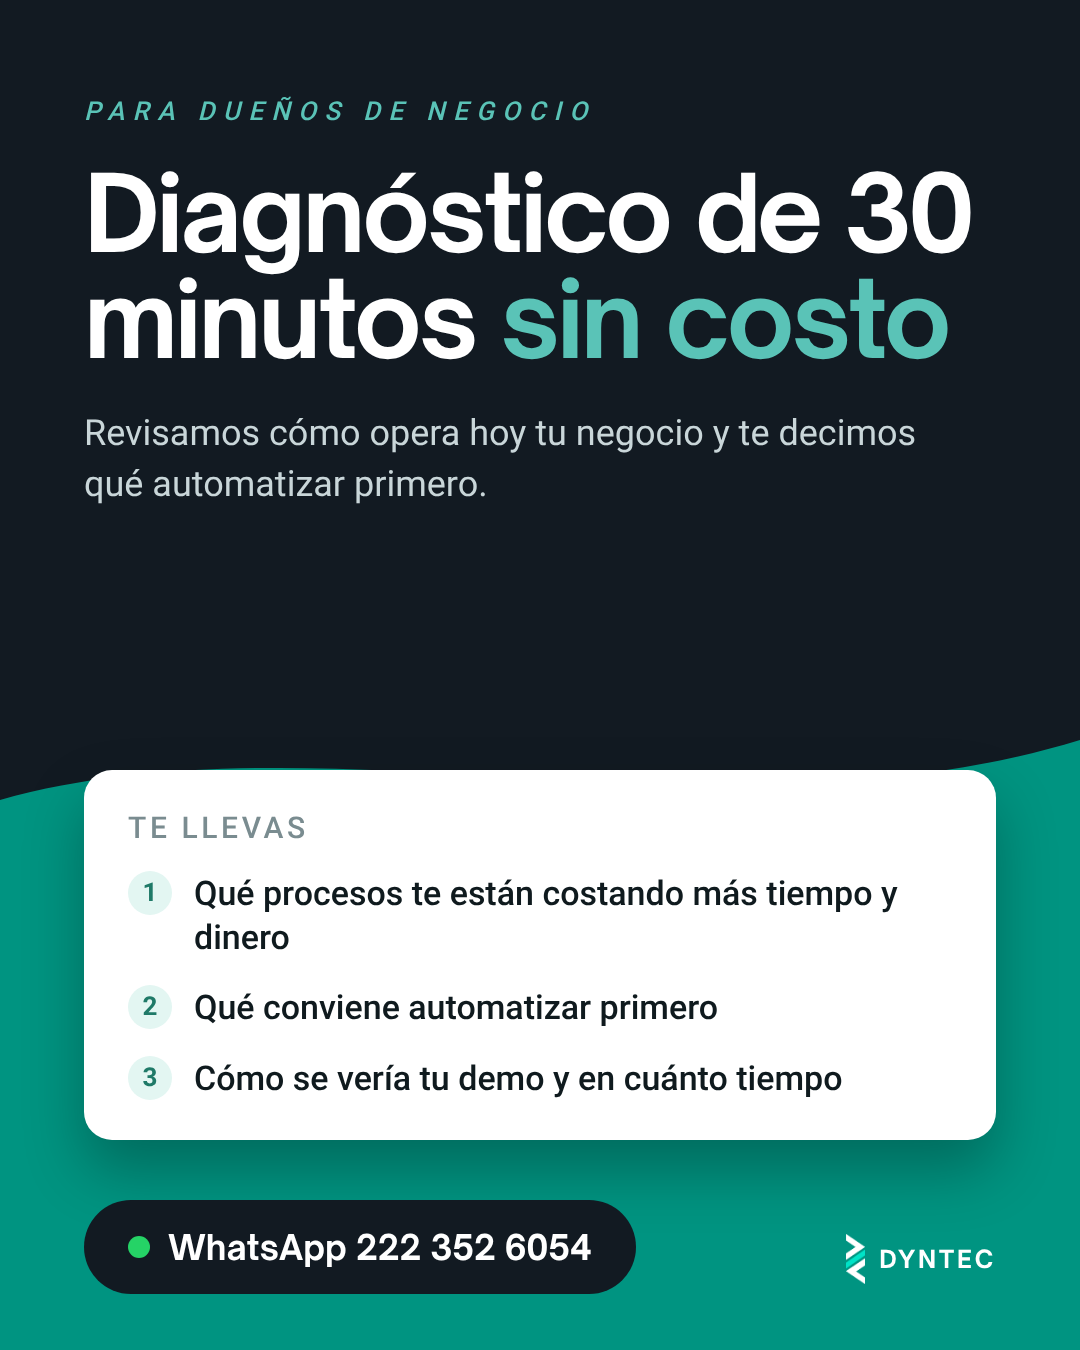 PARA DUEÑOS DE NEGOCIO
Diagnóstico de 30
minutos sin costo
Revisamos cómo opera hoy tu negocio y te decimos
qué automatizar primero.
TE LLEVAS
1 Qué procesos te están costando más tiempo y
dinero
2 Qué conviene automatizar primero
3 Cómo se vería tu demo y en cuánto tiempo
WhatsApp 222 352 6054
DYNTEC